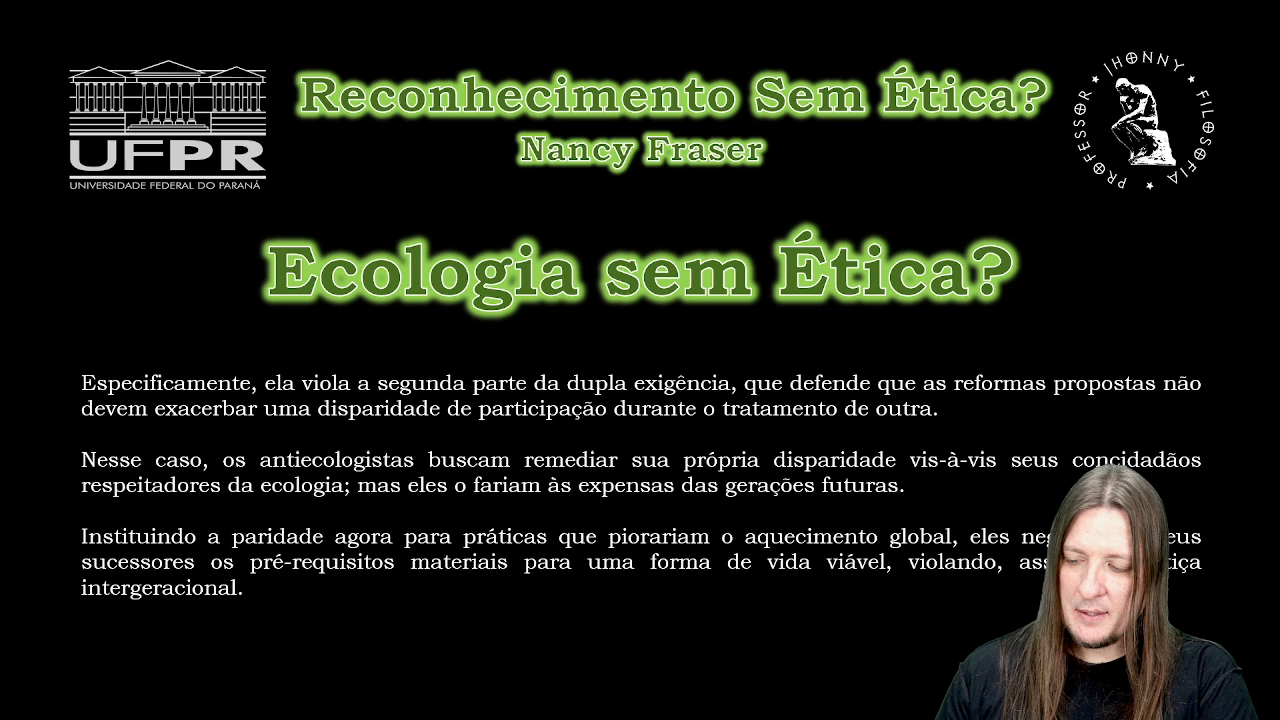 UFPR
UNIVERSIDADE FEDERAL DO PARANÁ
Reconhecimento Sem Ética?
Nancy Fraser
PROFESSOR JHONNY FILOSOFIA
Ecologia sem Ética?
Especificamente, ela viola a segunda parte da dupla exigência, que defende que as reformas propostas não
devem exacerbar uma disparidade de participação durante o tratamento de outra.
Nesse caso, os antiecologistas buscam remediar sua própria disparidade vis-à-vis seus concidadãos
respeitadores da ecologia; mas eles o fariam às expensas das gerações futuras.
Instituindo a paridade agora para práticas que piorariam o aquecimento global, eles
sucessores os pré-requisitos materiais para uma forma de vida viável, violando,
intergeracional.